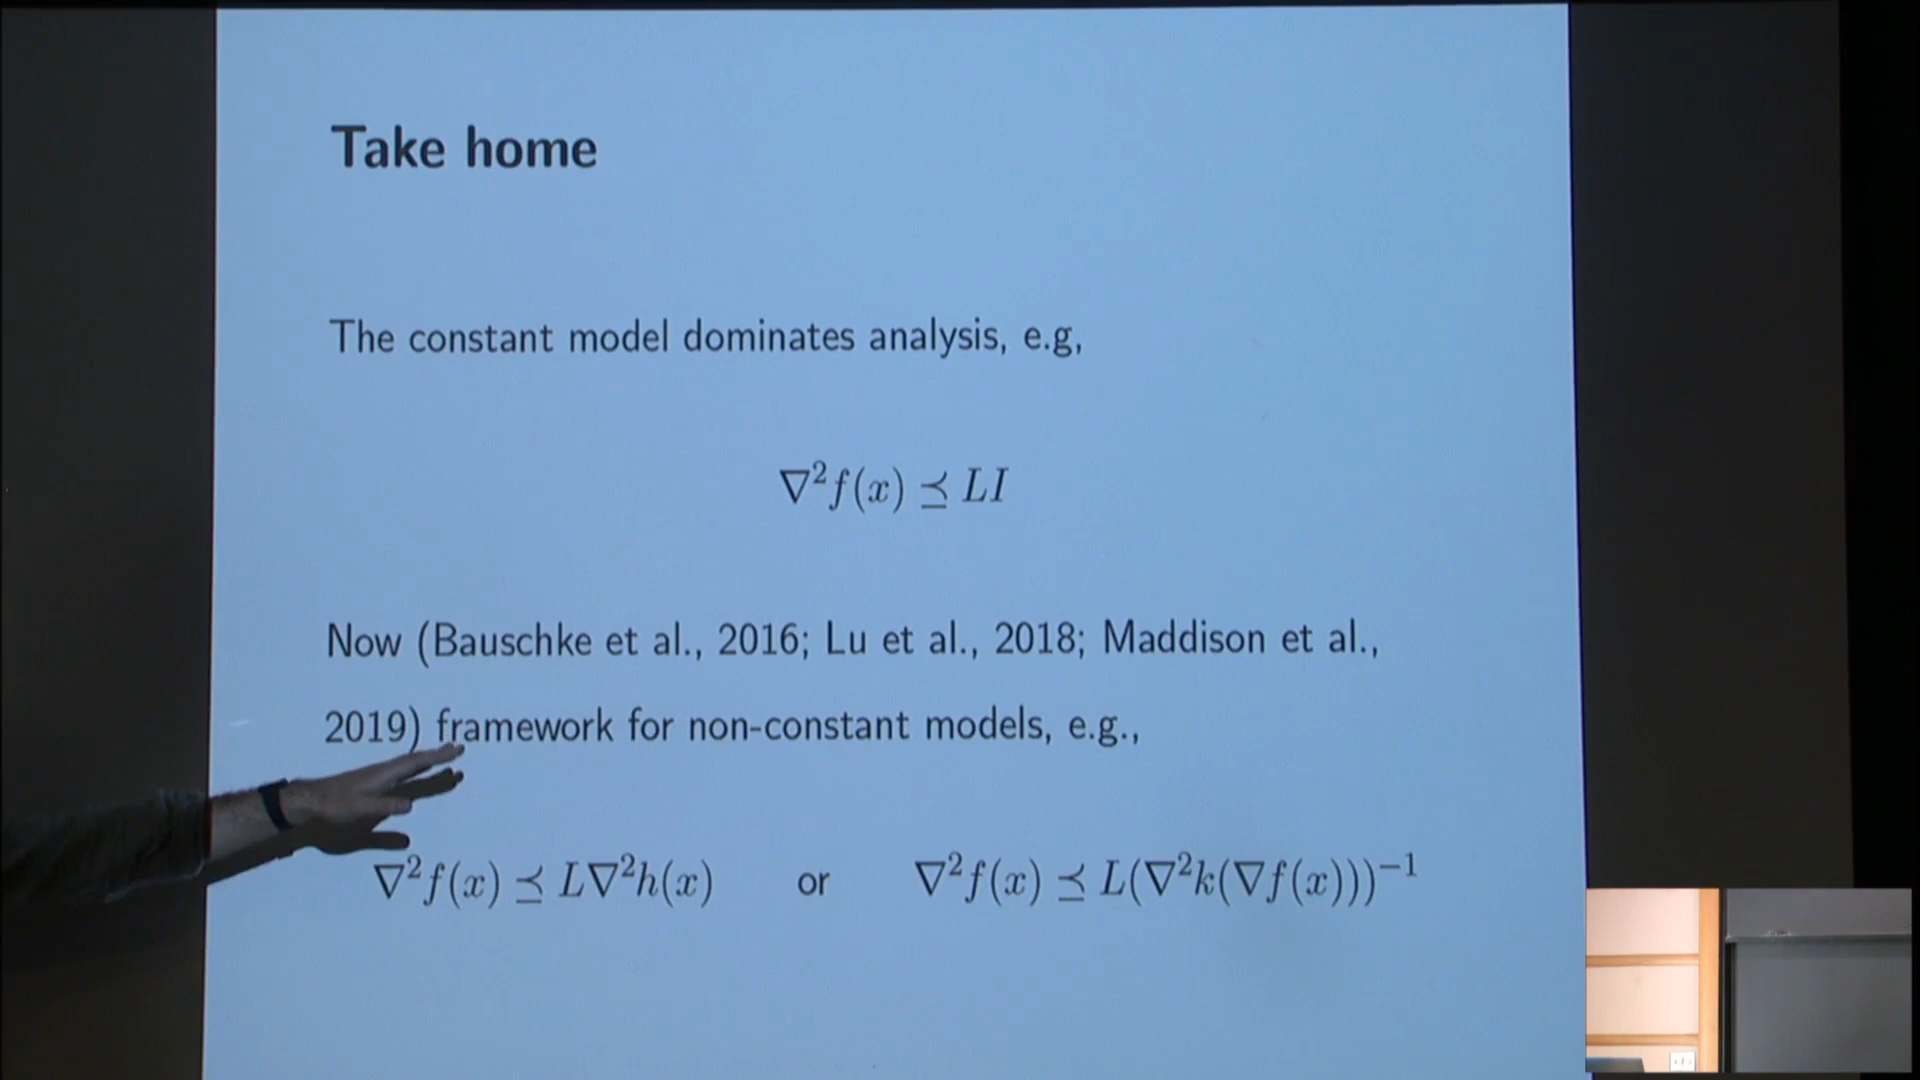 Take home
The constant model dominates analysis, e.g,
∇²f(x) ⪯ LI
Now (Bauschke et al., 2016; Lu et al., 2018; Maddison et al.,
2019) framework for non-constant models, e.g.,
∇²f(x) ⪯ L∇²h(x) or ∇²f(x) ⪯ L(∇²k(∇f(x)))⁻¹